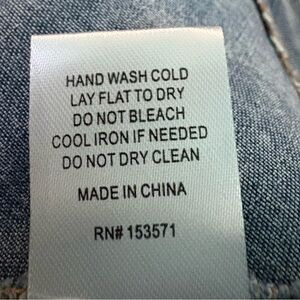 HAND WASH COLD
LAY FLAT TO DRY
DO NOT BLEACH
COOL IRON IF NEEDED
DO NOT DRY CLEAN
MADE IN CHINA
RN# 153571